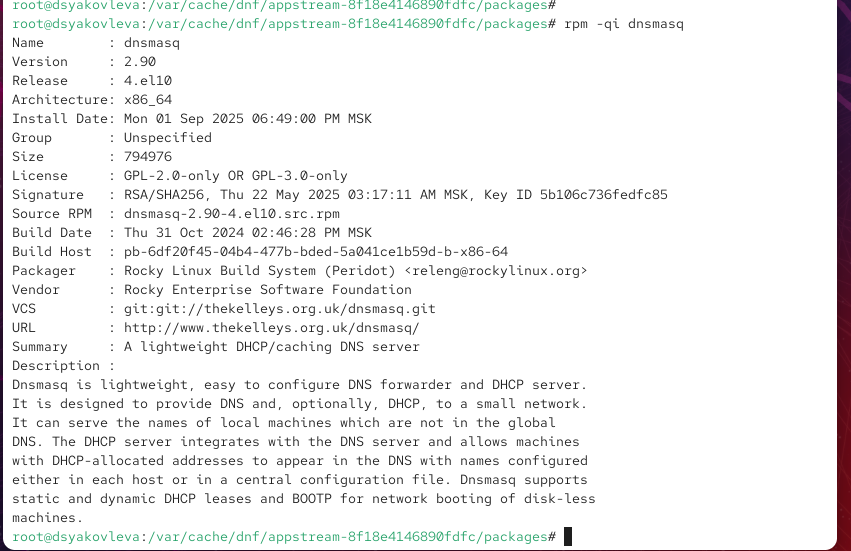 root@dsyakovleva:/var/cache/dnf/appstream-8f18e4146890fdfc/packages#
root@dsyakovleva:/var/cache/dnf/appstream-8f18e4146890fdfc/packages# rpm -qi dnsmasq
Name        : dnsmasq
Version     : 2.90
Release     : 4.el10
Architecture: x86_64
Install Date: Mon 01 Sep 2025 06:49:00 PM MSK
Group       : Unspecified
Size        : 794976
License     : GPL-2.0-only OR GPL-3.0-only
Signature   : RSA/SHA256, Thu 22 May 2025 03:17:11 AM MSK, Key ID 5b106c736fedfc85
Source RPM  : dnsmasq-2.90-4.el10.src.rpm
Build Date  : Thu 31 Oct 2024 02:46:28 PM MSK
Build Host  : pb-6df20f45-04b4-477b-bded-5a041ce1b59d-b-x86-64
Packager    : Rocky Linux Build System (Peridot) <releng@rockylinux.org>
Vendor      : Rocky Enterprise Software Foundation
VCS         : git:git://thekelleys.org.uk/dnsmasq.git
URL         : http://www.thekelleys.org.uk/dnsmasq/
Summary     : A lightweight DHCP/caching DNS server
Description :
Dnsmasq is lightweight, easy to configure DNS forwarder and DHCP server.
It is designed to provide DNS and, optionally, DHCP, to a small network.
It can serve the names of local machines which are not in the global
DNS. The DHCP server integrates with the DNS server and allows machines
with DHCP-allocated addresses to appear in the DNS with names configured
either in each host or in a central configuration file. Dnsmasq supports
static and dynamic DHCP leases and BOOTP for network booting of disk-less
machines.
root@dsyakovleva:/var/cache/dnf/appstream-8f18e4146890fdfc/packages#